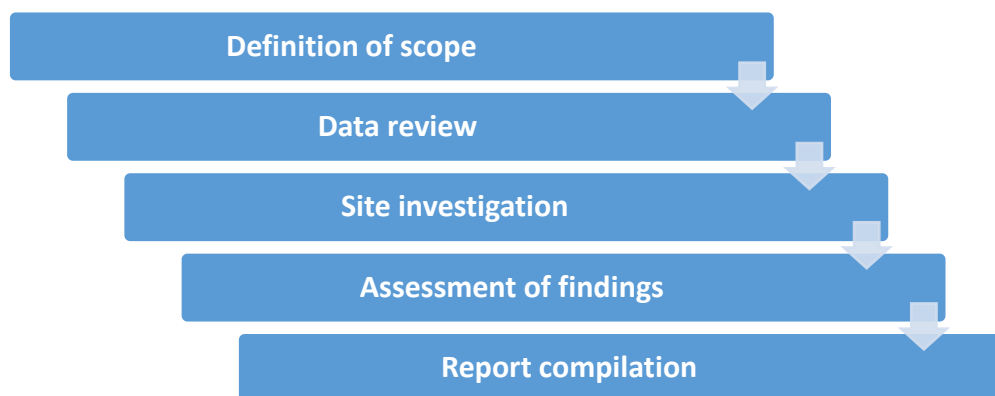 Definition of scope
Data review
Site investigation
Assessment of findings
Report compilation